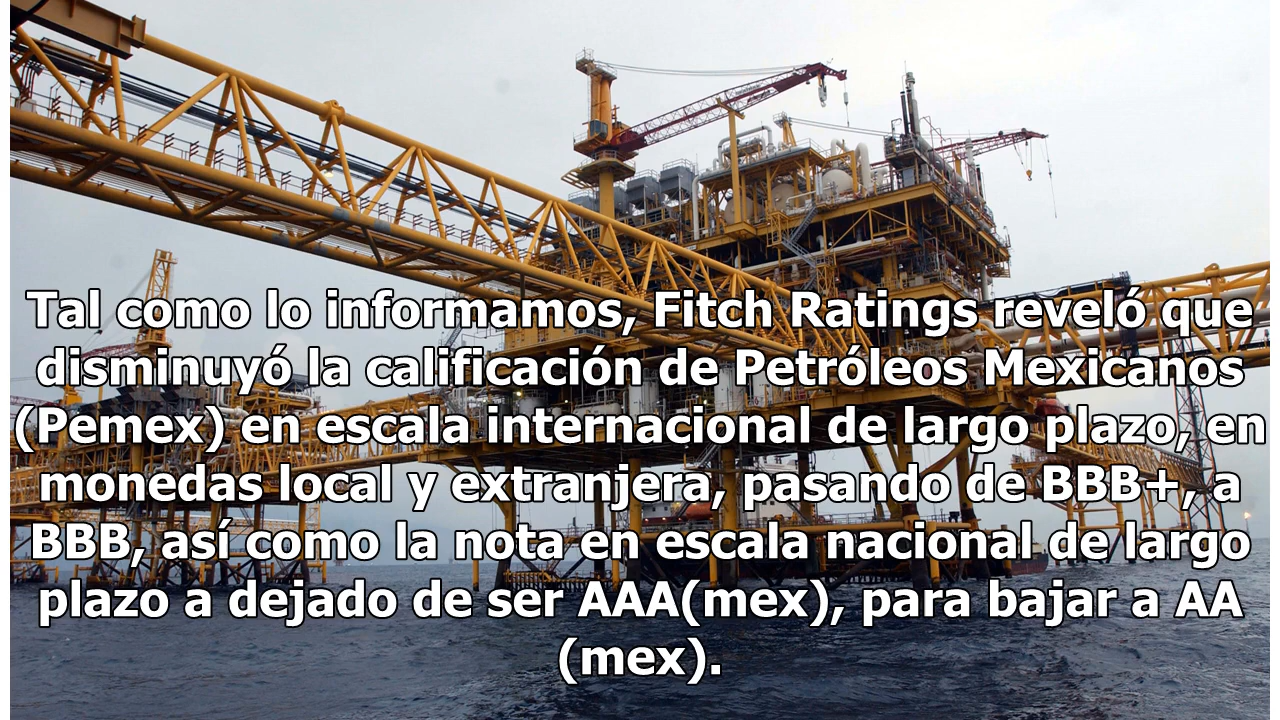 Tal como lo informamos, Fitch Ratings reveló que
disminuyó la calificación de Petróleos Mexicanos
(Pemex) en escala internacional de largo plazo, en
monedas local y extranjera, pasando de BBB+, a
BBB, así como la nota en escala nacional de largo
plazo a dejado de ser AAA(mex), para bajar a AA
(mex).